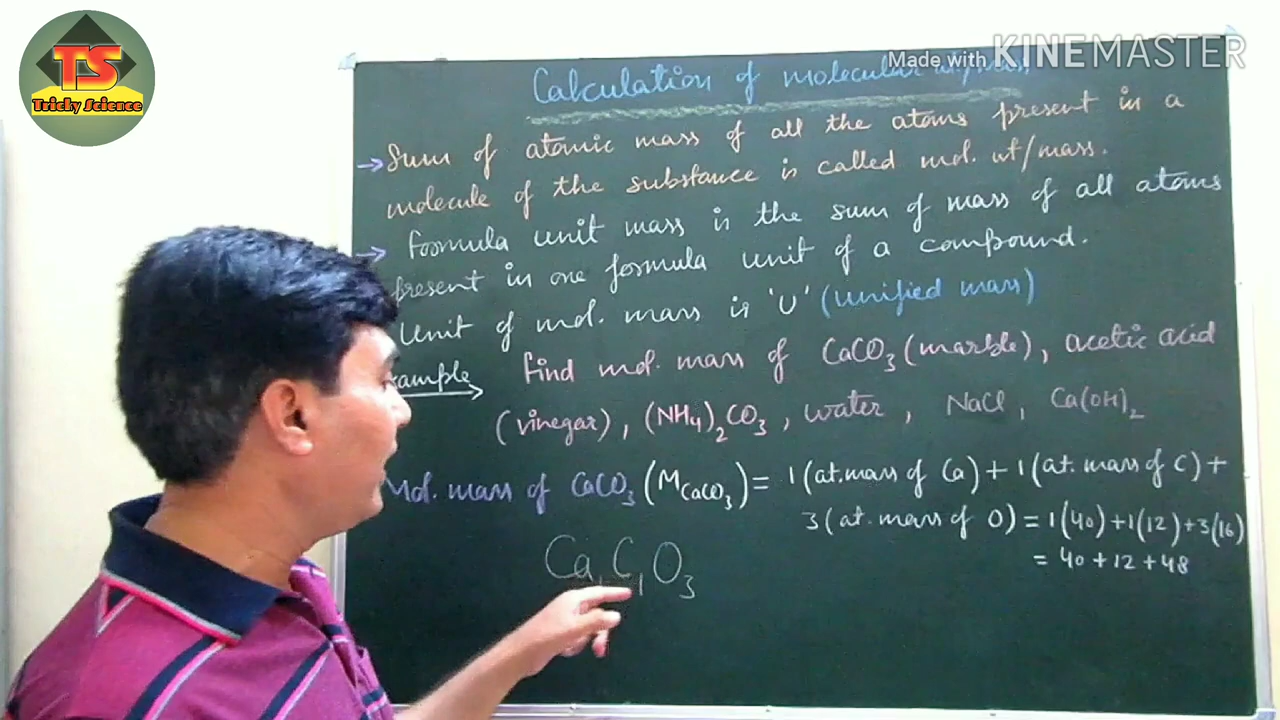 TS
Tricky Science
Made with KINEMASTER
Calculation of molecular wt/mass
→ Sum of atomic mass of all the atoms present in a
molecule of the substance is called mol. wt/mass.
→ Formula unit mass is the sum of mass of all atoms
present in one formula unit of a compound.
Unit of mol. mass is 'U' (unified mass)
xample Find mol. mass of CaCO₃ (marble), acetic acid
(vinegar), (NH₄)₂CO₃, water, NaCl, Ca(OH)₂
Mol. mass of CaCO₃ (M CaCO₃) = 1 (at. mass of Ca) + 1 (at. mass of C) +
3 (at. mass of O) = 1(40) + 1(12) + 3(16)
= 40 + 12 + 48
Ca₁C₁O₃